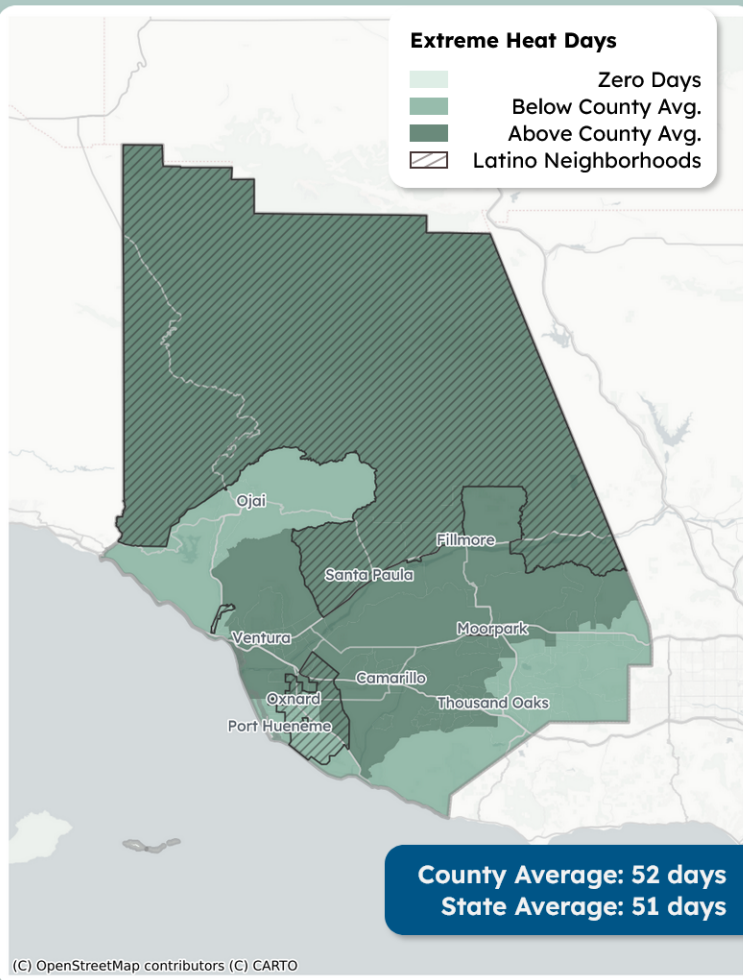 Extreme Heat Days
Zero Days
Below County Avg.
Above County Avg.
Latino Neighborhoods
Ojai
Fillmore
Santa Paula
Moorpark
Ventura
Camarillo
Oxnard
Thousand Oaks
Port Hueneme
County Average: 52 days
State Average: 51 days
(C) OpenStreetMap contributors (C) CARTO